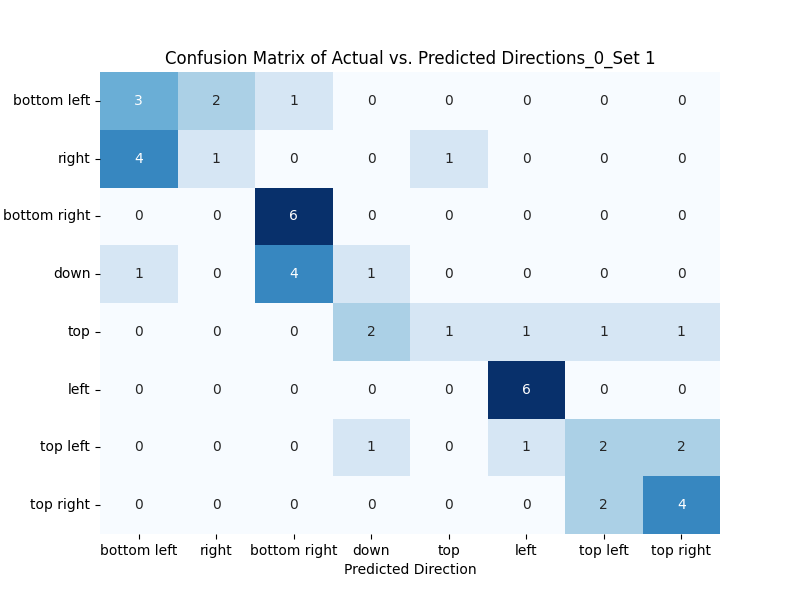 Confusion Matrix of Actual vs. Predicted Directions_0_Set 1
bottom left 3 2 1 0 0 0 0 0
right 4 1 0 0 1 0 0 0
bottom right 0 0 6 0 0 0 0 0
down 1 0 4 1 0 0 0 0
top 0 0 0 2 1 1 1 1
left 0 0 0 0 0 6 0 0
top left 0 0 0 1 0 1 2 2
top right 0 0 0 0 0 0 2 4
bottom left right bottom right down top left top left top right
Predicted Direction